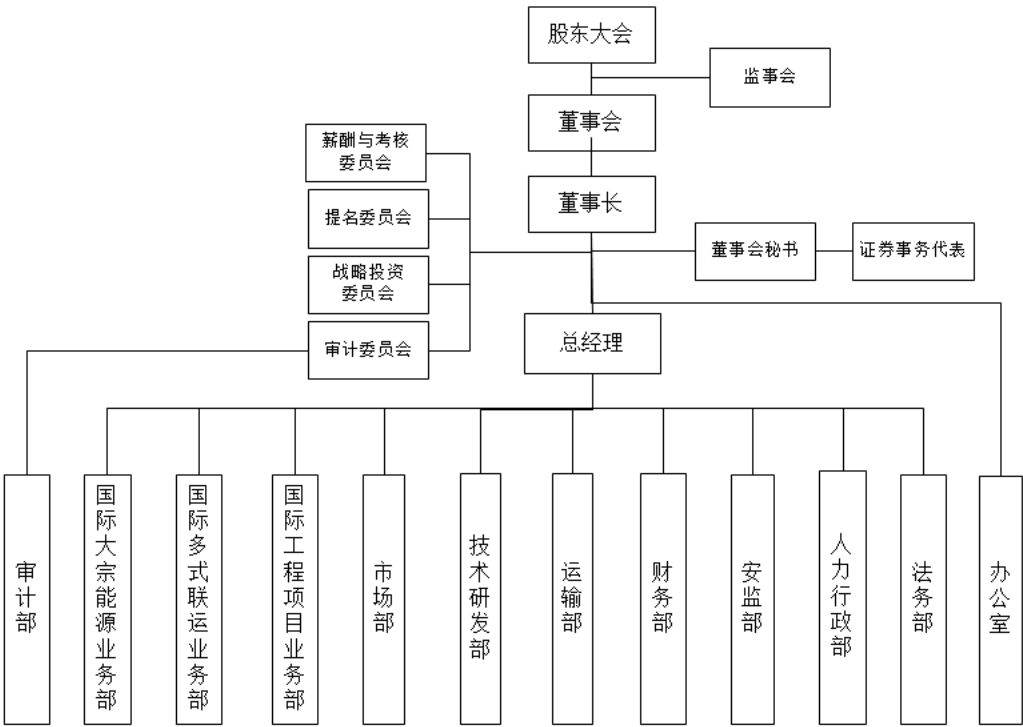 股东大会
监事会
董事会
薪酬与考核
委员会
董事长
提名委员会
董事会秘书
证券事务代表
战略投资
委员会
总经理
审计委员会
审计部
国际大宗能源业务部
国际多式联运业务部
国际工程项目业务部
市场部
技术研发部
运输部
财务部
安监部
人力行政部
法务部
办公室